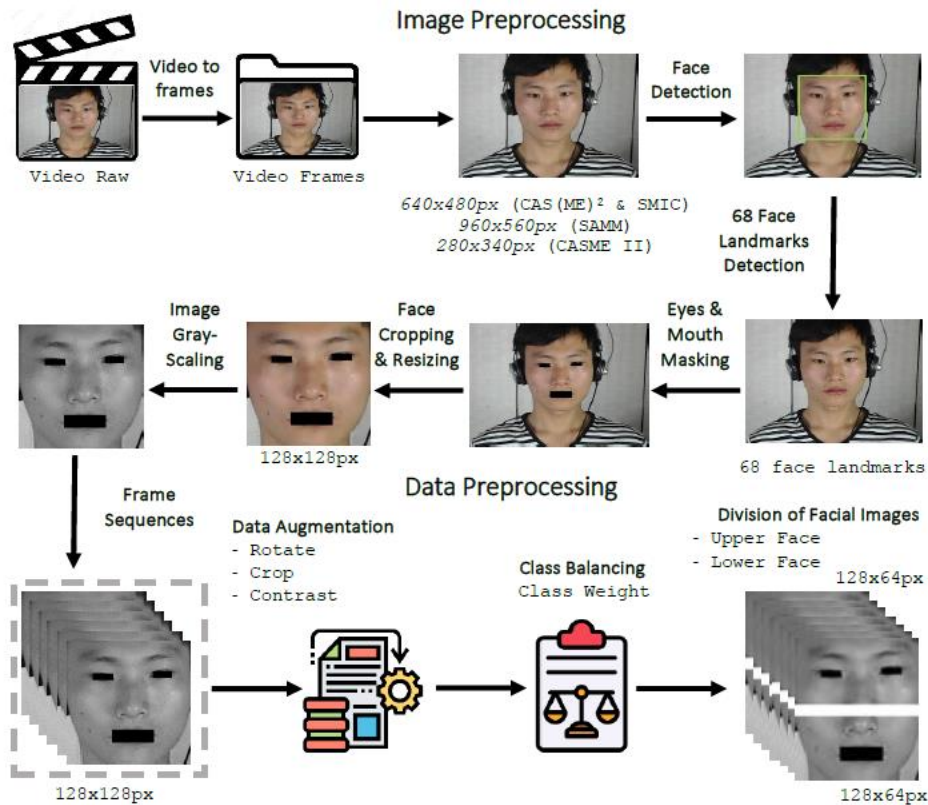 Image Preprocessing
Video to
frames
Face
Detection
Video Raw
Video Frames
640x480px (CAS(ME)² & SMIC)
960x560px (SAMM)
280x340px (CASME II)
68 Face
Landmarks
Detection
Image
Gray-
Scaling
Face
Cropping
& Resizing
Eyes &
Mouth
Masking
128x128px
68 face landmarks
Data Preprocessing
Frame
Sequences
Data Augmentation
- Rotate
- Crop
- Contrast
Class Balancing
Class Weight
Division of Facial Images
- Upper Face
- Lower Face
128x64px
128x128px
128x64px